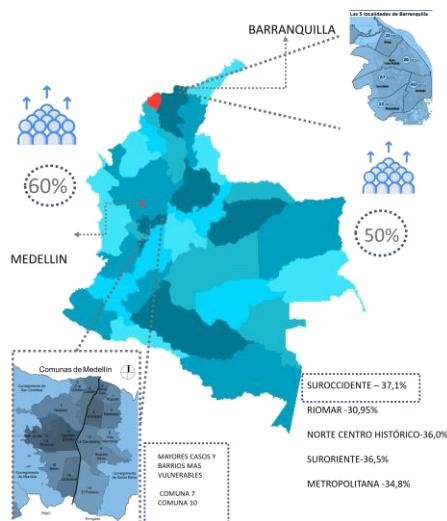 Las 5 localidades de Barranquilla
BARRANQUILLA
60%
50%
MEDELLIN
Comunas de Medellín
SUROCCIDENTE – 37,1%
RIOMAR -30,95%
NORTE CENTRO HISTÓRICO-36,0%
SURORIENTE-36,5%
METROPOLITANA -34,8%
MAYORES CASOS Y
BARRIOS MAS
VULNERABLES
COMUNA 7
COMUNA 10